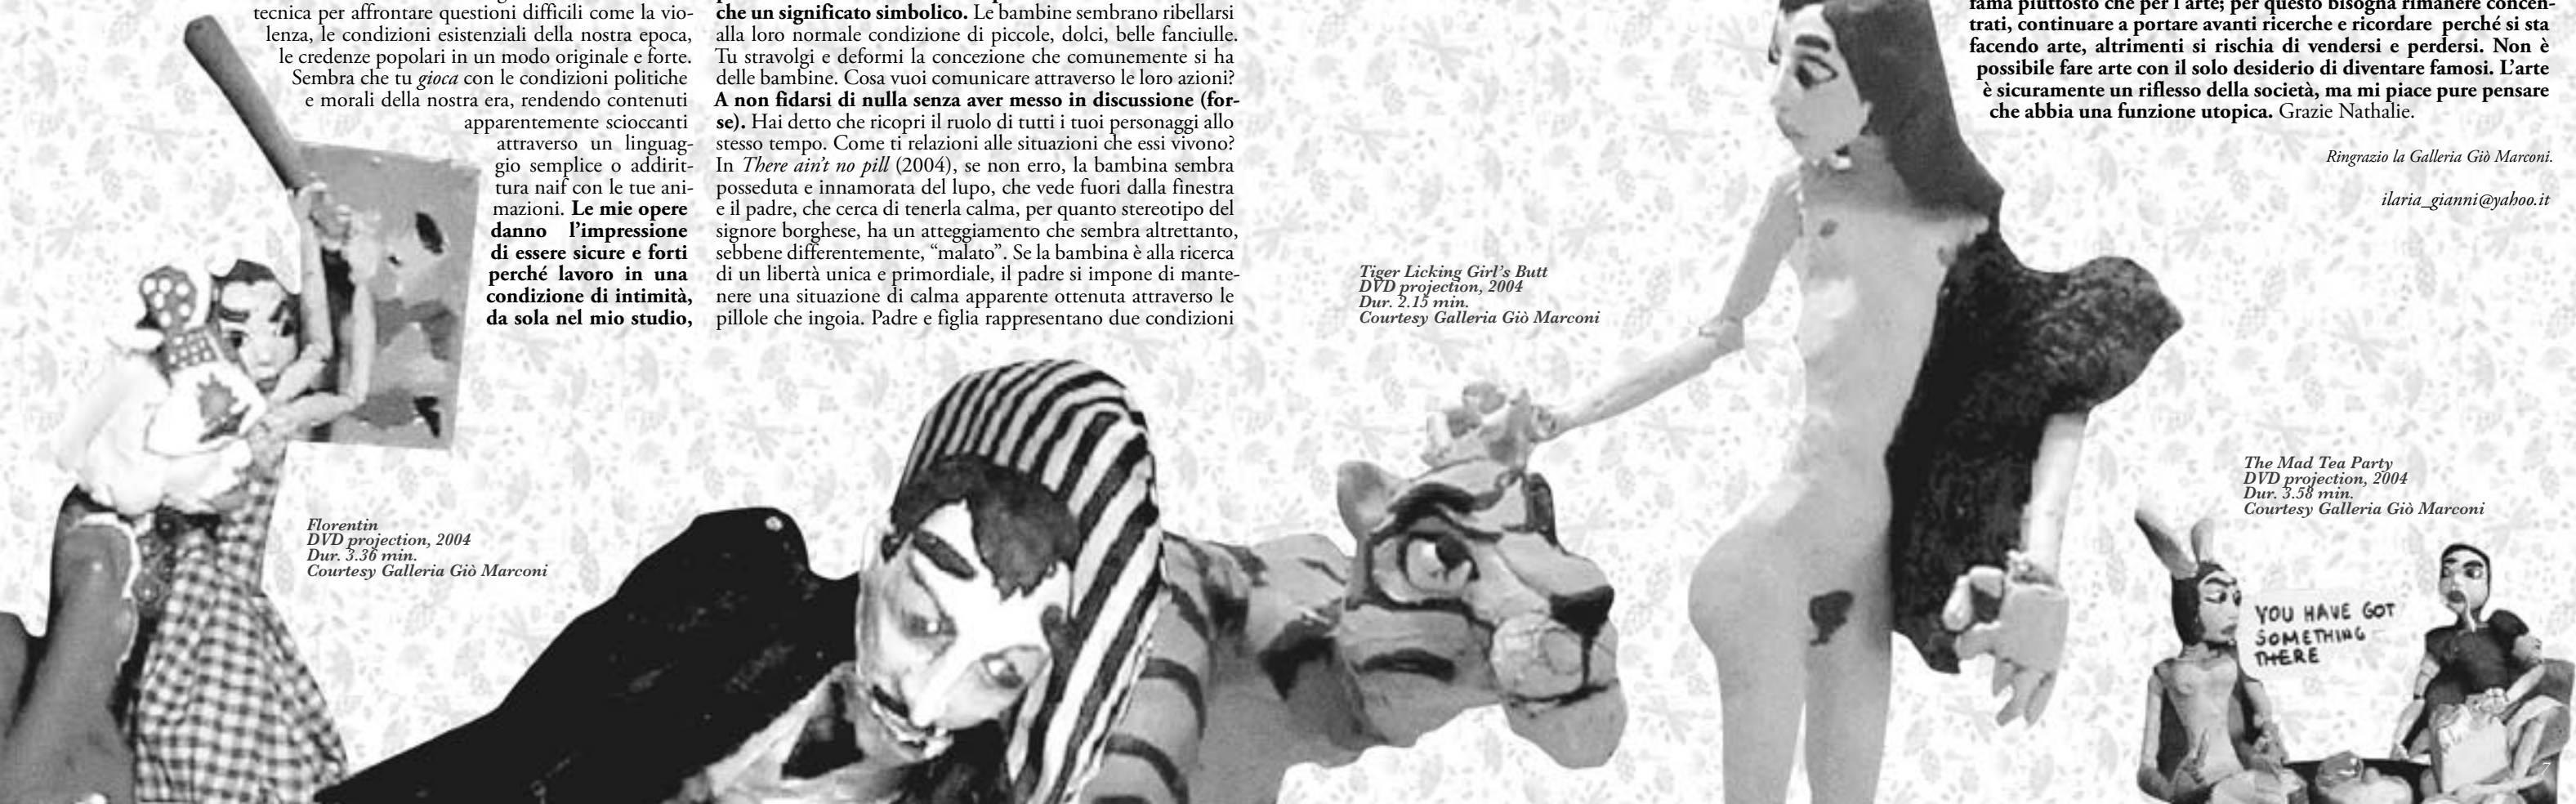 tecnica per affrontare questioni difficili come la vio-
lenza, le condizioni esistenziali della nostra epoca,
le credenze popolari in un modo originale e forte.
Sembra che tu gioca con le condizioni politiche
e morali della nostra era, rendendo contenuti
apparentemente scioccanti
attraverso un linguag-
gio semplice o addirit-
tura naif con le tue ani-
mazioni. Le mie opere
danno l'impressione
di essere sicure e forti
perché lavoro in una
condizione di intimità,
da sola nel mio studio,
che un significato simbolico. Le bambine sembrano ribellarsi
alla loro normale condizione di piccole, dolci, belle fanciulle.
Tu stravolgi e deformi la concezione che comunemente si ha
delle bambine. Cosa vuoi comunicare attraverso le loro azioni?
A non fidarsi di nulla senza aver messo in discussione (for-
se). Hai detto che ricopri il ruolo di tutti i tuoi personaggi allo
stesso tempo. Come ti relazioni alle situazioni che essi vivono?
In There ain't no pill (2004), se non erro, la bambina sembra
posseduta e innamorata del lupo, che vede fuori dalla finestra
e il padre, che cerca di tenerla calma, per quanto stereotipo del
signore borghese, ha un atteggiamento che sembra altrettanto,
sebbene differentemente, “malato”. Se la bambina è alla ricerca
di un libertà unica e primordiale, il padre si impone di mante-
nere una situazione di calma apparente ottenuta attraverso le
pillole che ingoia. Padre e figlia rappresentano due condizioni
fama piuttosto che per l'arte; per questo bisogna rimanere concen-
trati, continuare a portare avanti ricerche e ricordare perché si sta
facendo arte, altrimenti si rischia di vendersi e perdersi. Non è
possibile fare arte con il solo desiderio di diventare famosi. L'arte
è sicuramente un riflesso della società, ma mi piace pure pensare
che abbia una funzione utopica. Grazie Nathalie.
Ringrazio la Galleria Giò Marconi.
ilaria_gianni@yahoo.it
Tiger Licking Girl's Butt
DVD projection, 2004
Dur. 2.15 min.
Courtesy Galleria Giò Marconi
The Mad Tea Party
DVD projection, 2004
Dur. 3.58 min.
Courtesy Galleria Giò Marconi
Florentin
DVD projection, 2004
Dur. 3.36 min.
Courtesy Galleria Giò Marconi
YOU HAVE GOT
SOMETHING
THERE
7